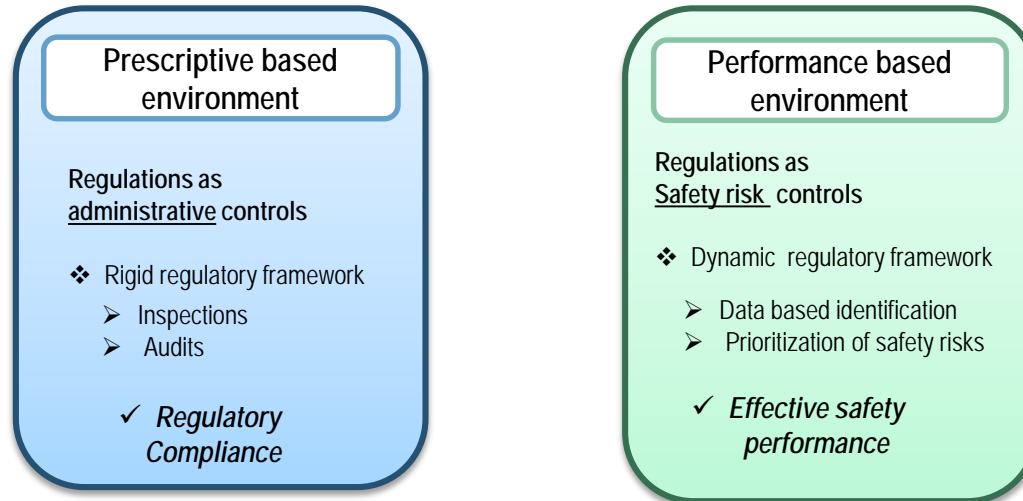 Prescriptive based
environment
Regulations as
administrative controls
❖ Rigid regulatory framework
➢ Inspections
➢ Audits
✓ Regulatory
Compliance
Performance based
environment
Regulations as
Safety risk controls
❖ Dynamic regulatory framework
➢ Data based identification
➢ Prioritization of safety risks
✓ Effective safety
performance